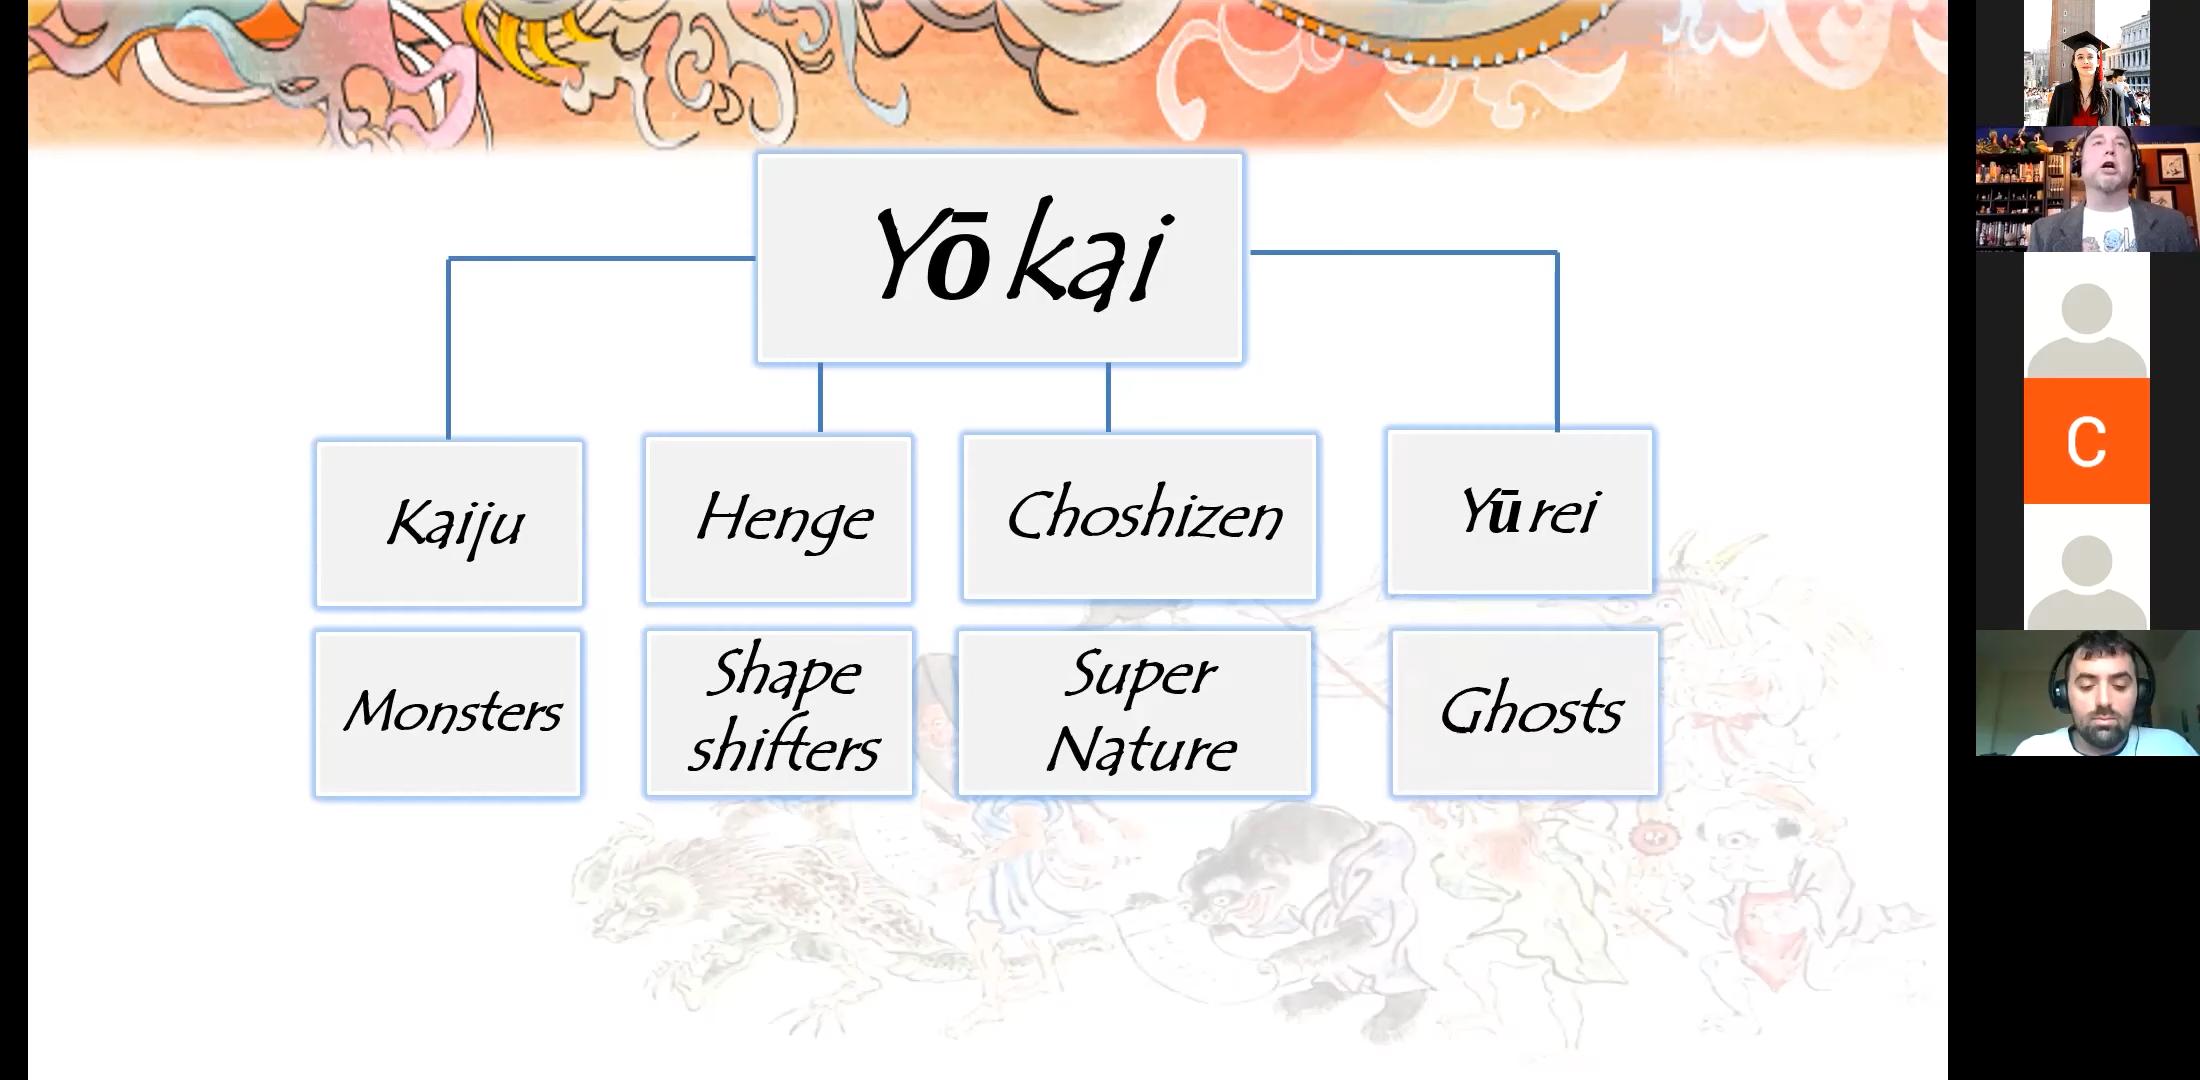 Yōkai
Kaiju
Henge
Choshizen
Yūrei
Monsters
Shape
shifters
Super
Nature
Ghosts
C